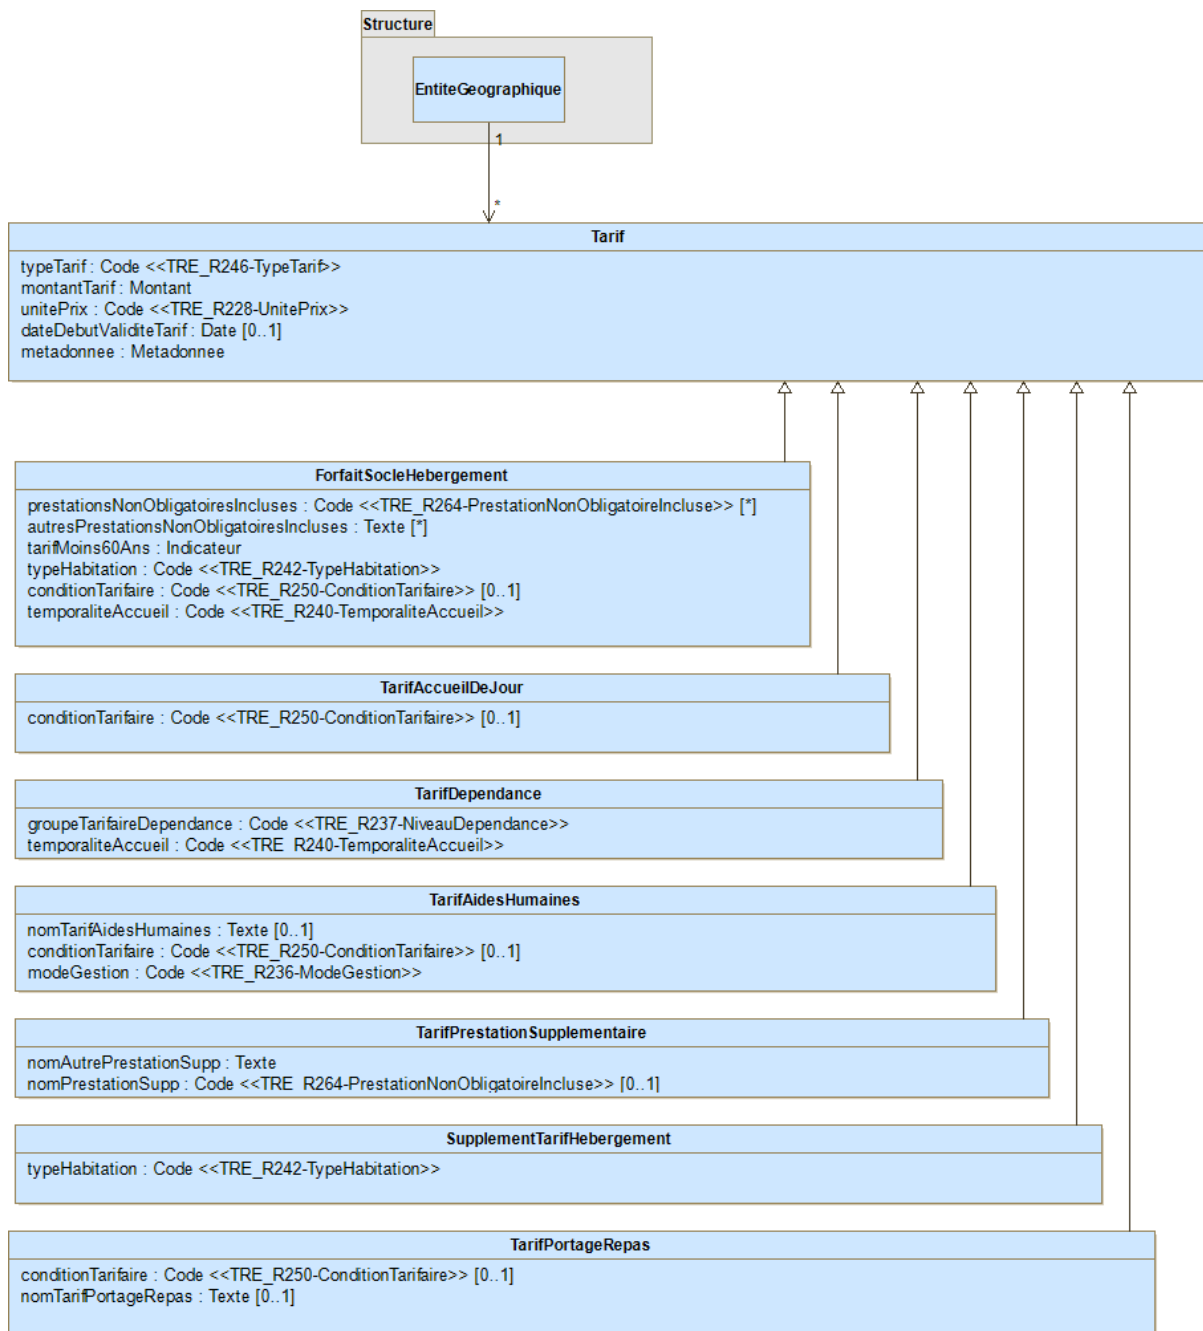 Structure
EntiteGeographique
1
*
Tarif
typeTarif : Code <<TRE_R246-TypeTarif>>
montantTarif : Montant
unitePrix : Code <<TRE_R228-UnitePrix>>
dateDebutValiditeTarif : Date [0..1]
metadonnee : Metadonnee
ForfaitSocleHebergement
prestationsNonObligatoiresIncluses : Code <<TRE_R264-PrestationNonObligatoireIncluse>> [*]
autresPrestationsNonObligatoiresIncluses : Texte [*]
tarifMoins60Ans : Indicateur
typeHabitation : Code <<TRE_R242-TypeHabitation>>
conditionTarifaire : Code <<TRE_R250-ConditionTarifaire>> [0..1]
temporaliteAccueil : Code <<TRE_R240-TemporaliteAccueil>>
TarifAccueilDeJour
conditionTarifaire : Code <<TRE_R250-ConditionTarifaire>> [0..1]
TarifDependance
groupeTarifaireDependance : Code <<TRE_R237-NiveauDependance>>
temporaliteAccueil : Code <<TRE_R240-TemporaliteAccueil>>
TarifAidesHumaines
nomTarifAidesHumaines : Texte [0..1]
conditionTarifaire : Code <<TRE_R250-ConditionTarifaire>> [0..1]
modeGestion : Code <<TRE_R236-ModeGestion>>
TarifPrestationSupplementaire
nomAutrePrestationSupp : Texte
nomPrestationSupp : Code <<TRE_R264-PrestationNonObligatoireIncluse>> [0..1]
SupplementTarifHebergement
typeHabitation : Code <<TRE_R242-TypeHabitation>>
TarifPortageRepas
conditionTarifaire : Code <<TRE_R250-ConditionTarifaire>> [0..1]
nomTarifPortageRepas : Texte [0..1]